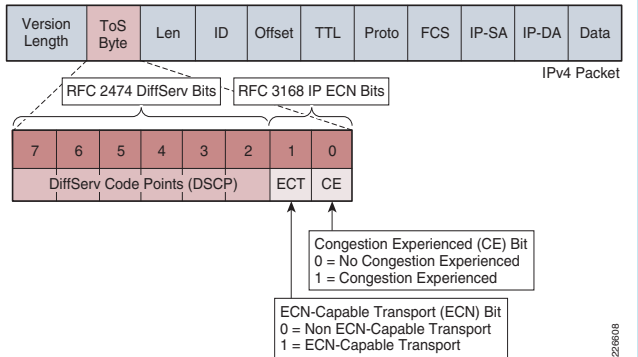 Version Length
ToS Byte
Len
ID
Offset
TTL
Proto
FCS
IP-SA
IP-DA
Data
IPv4 Packet
RFC 2474 DiffServ Bits
RFC 3168 IP ECN Bits
7
6
5
4
3
2
1
0
DiffServ Code Points (DSCP)
ECT
CE
Congestion Experienced (CE) Bit
0 = No Congestion Experienced
1 = Congestion Experienced
ECN-Capable Transport (ECN) Bit
0 = Non ECN-Capable Transport
1 = ECN-Capable Transport
226608